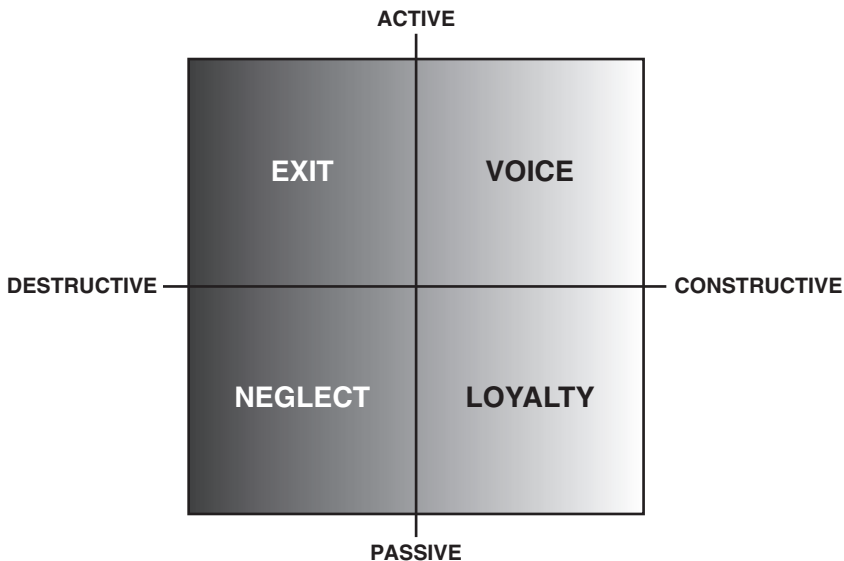 ACTIVE
EXIT
VOICE
DESTRUCTIVE
CONSTRUCTIVE
NEGLECT
LOYALTY
PASSIVE